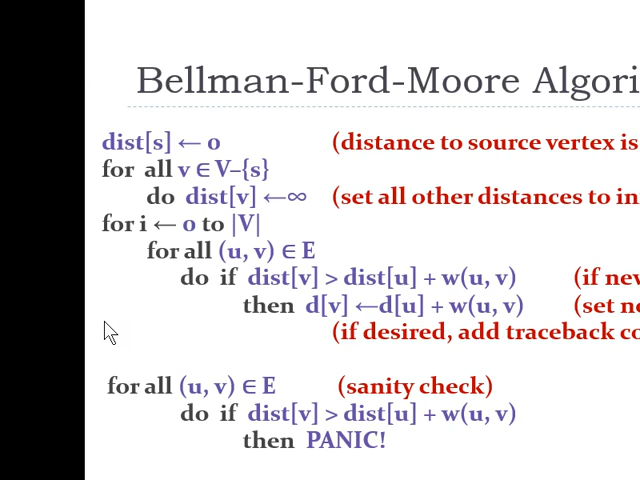 Bellman-Ford-Moore Algori
dist[s] ← 0 (distance to source vertex is
for all v ∈ V–{s}
do dist[v] ←∞ (set all other distances to in
for i ← 0 to |V|
for all (u, v) ∈ E
do if dist[v] > dist[u] + w(u, v) (if new
then d[v] ←d[u] + w(u, v) (set ne
(if desired, add traceback co
for all (u, v) ∈ E (sanity check)
do if dist[v] > dist[u] + w(u, v)
then PANIC!